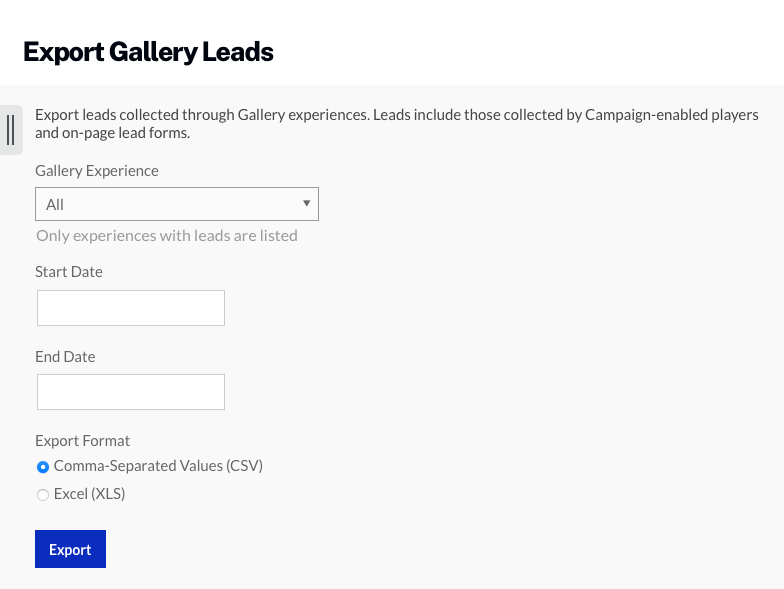 Export Gallery Leads
Export leads collected through Gallery experiences. Leads include those collected by Campaign-enabled players
and on-page lead forms.
Gallery Experience
All
Only experiences with leads are listed
Start Date
End Date
Export Format
Comma-Separated Values (CSV)
Excel (XLS)
Export